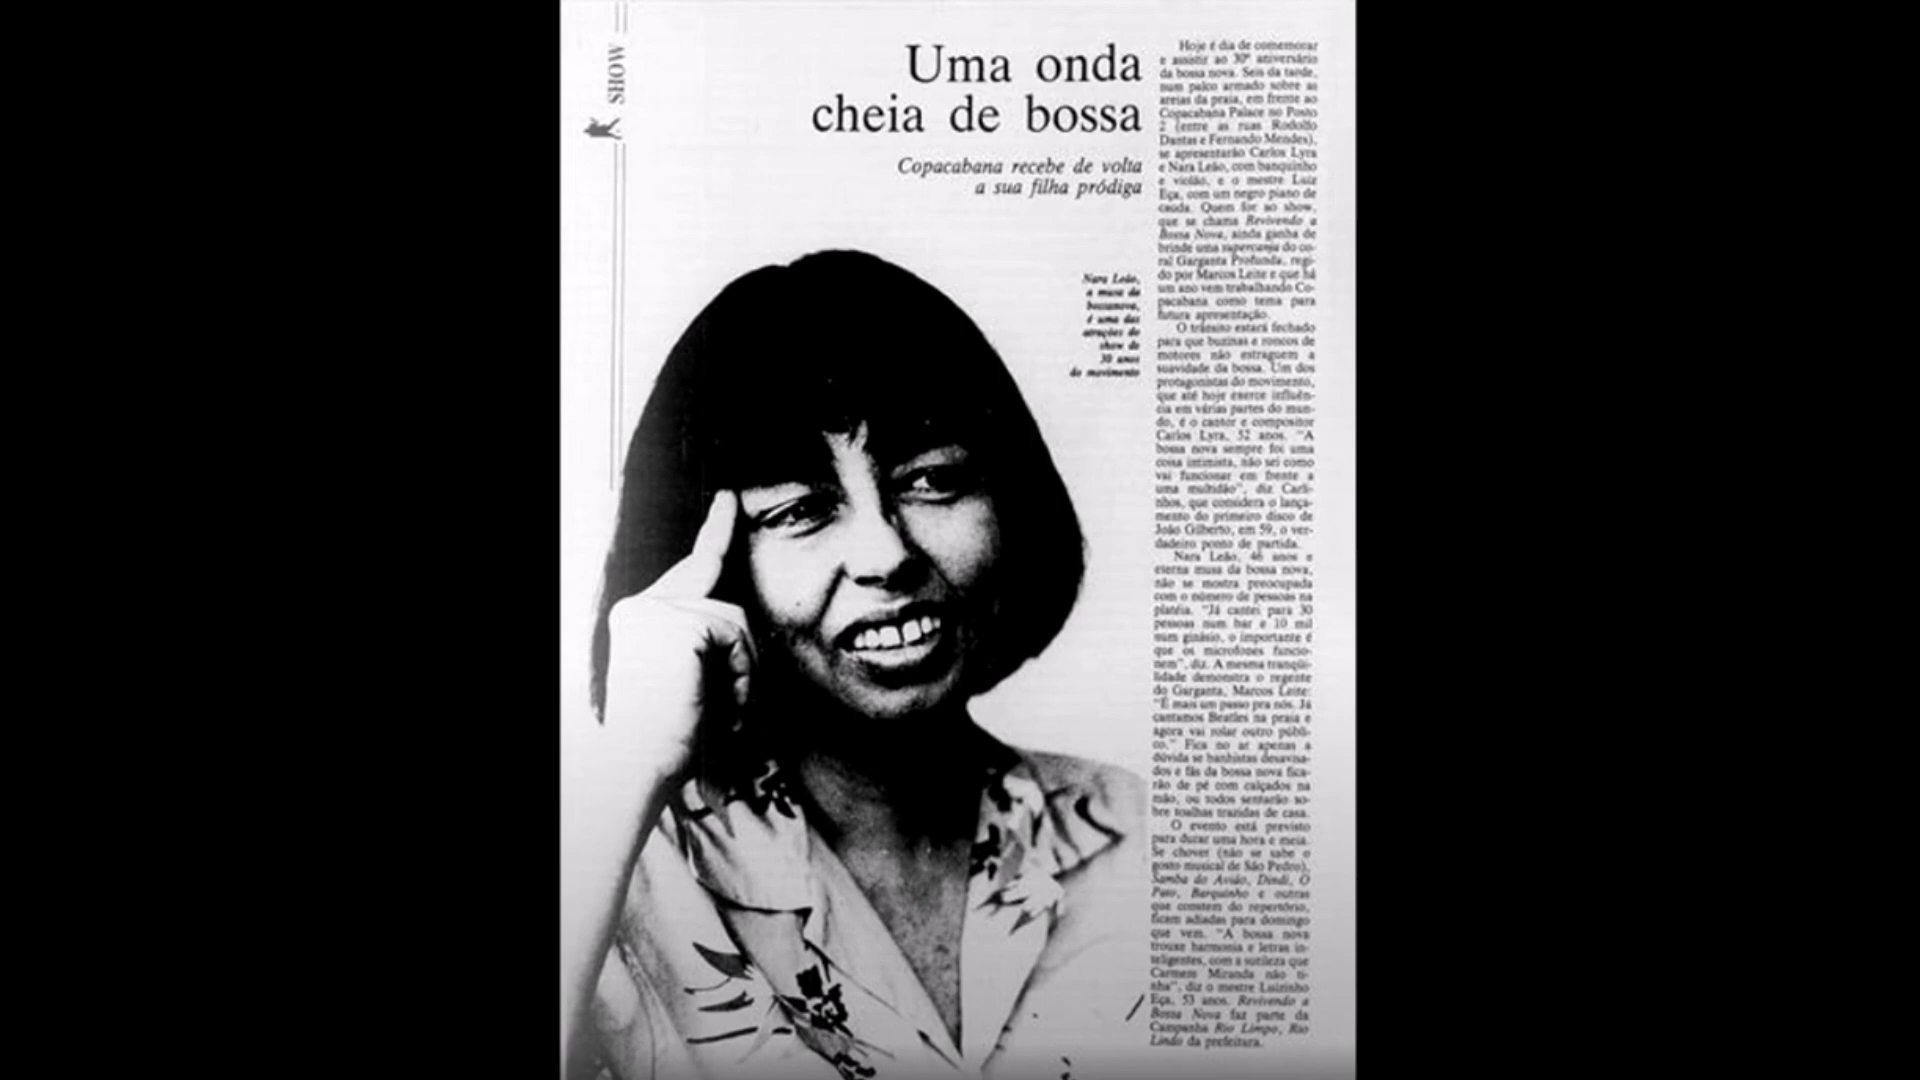 SHOW
Uma onda
cheia de bossa
Copacabana recebe de volta
a sua filha pródiga
Nara Leão,
a musa da
bossanova,
é uma das
atrações do
show de
30 anos
do movimento
Hoje é dia de comemorar
e assistir ao 30º aniversário
da bossa nova. Seis da tarde,
num palco armado sobre as
areias da praia, em frente ao
Copacabana Palace no Posto
2 (entre as ruas Rodolfo
Dantas e Fernando Mendes),
se apresentarão Carlos Lyra
e Nara Leão, com banquinho
e violão, e o mestre Luiz
Eça, com um negro piano de
cauda. Quem for ao show,
que se chama Revivendo a
Bossa Nova, ainda ganha de
brinde uma supercanja do co-
ral Garganta Profunda, regi-
do por Marcos Leite e que há
um ano vem trabalhando Co-
pacabana como tema para
futura apresentação.
O trânsito estará fechado
para que buzinas e roncos de
motores não estraguem a
suavidade da bossa. Um dos
protagonistas do movimento,
que até hoje exerce influên-
cia em várias partes do mun-
do, é o cantor e compositor
Carlos Lyra, 52 anos. "A
bossa nova sempre foi uma
coisa intimista, não sei como
vai funcionar em frente a
uma multidão", diz Carli-
nhos, que considera o lança-
mento do primeiro disco de
João Gilberto, em 59, o ver-
dadeiro ponto de partida.
Nara Leão, 46 anos e
eterna musa da bossa nova,
não se mostra preocupada
com o número de pessoas na
platéia. "Já cantei para 30
pessoas num bar e 10 mil
num ginásio, o importante é
que os microfones funcio-
nem", diz. A mesma tranqüi-
lidade demonstra o regente
do Garganta, Marcos Leite:
"É mais um passo pra nós. Já
cantamos Beatles na praia e
agora vai rolar outro públi-
co." Fica no ar apenas a
dúvida se banhistas desavisa-
dos e fãs da bossa nova fica-
rão de pé com calçados na
mão, ou todos sentarão so-
bre toalhas trazidas de casa.
O evento está previsto
para durar uma hora e meia.
Se chover (não se sabe o
gosto musical de São Pedro),
Samba do Avião, Dindi, O
Pato, Barquinho e outras
que constem do repertório,
ficam adiadas para domingo
que vem. "A bossa nova
trouxe harmonia e letras in-
teligentes, com a sutileza que
Carmem Miranda não ti-
nha", diz o mestre Luizinho
Eça, 53 anos. Revivendo a
Bossa Nova faz parte da
Campanha Rio Limpo, Rio
Lindo da prefeitura.